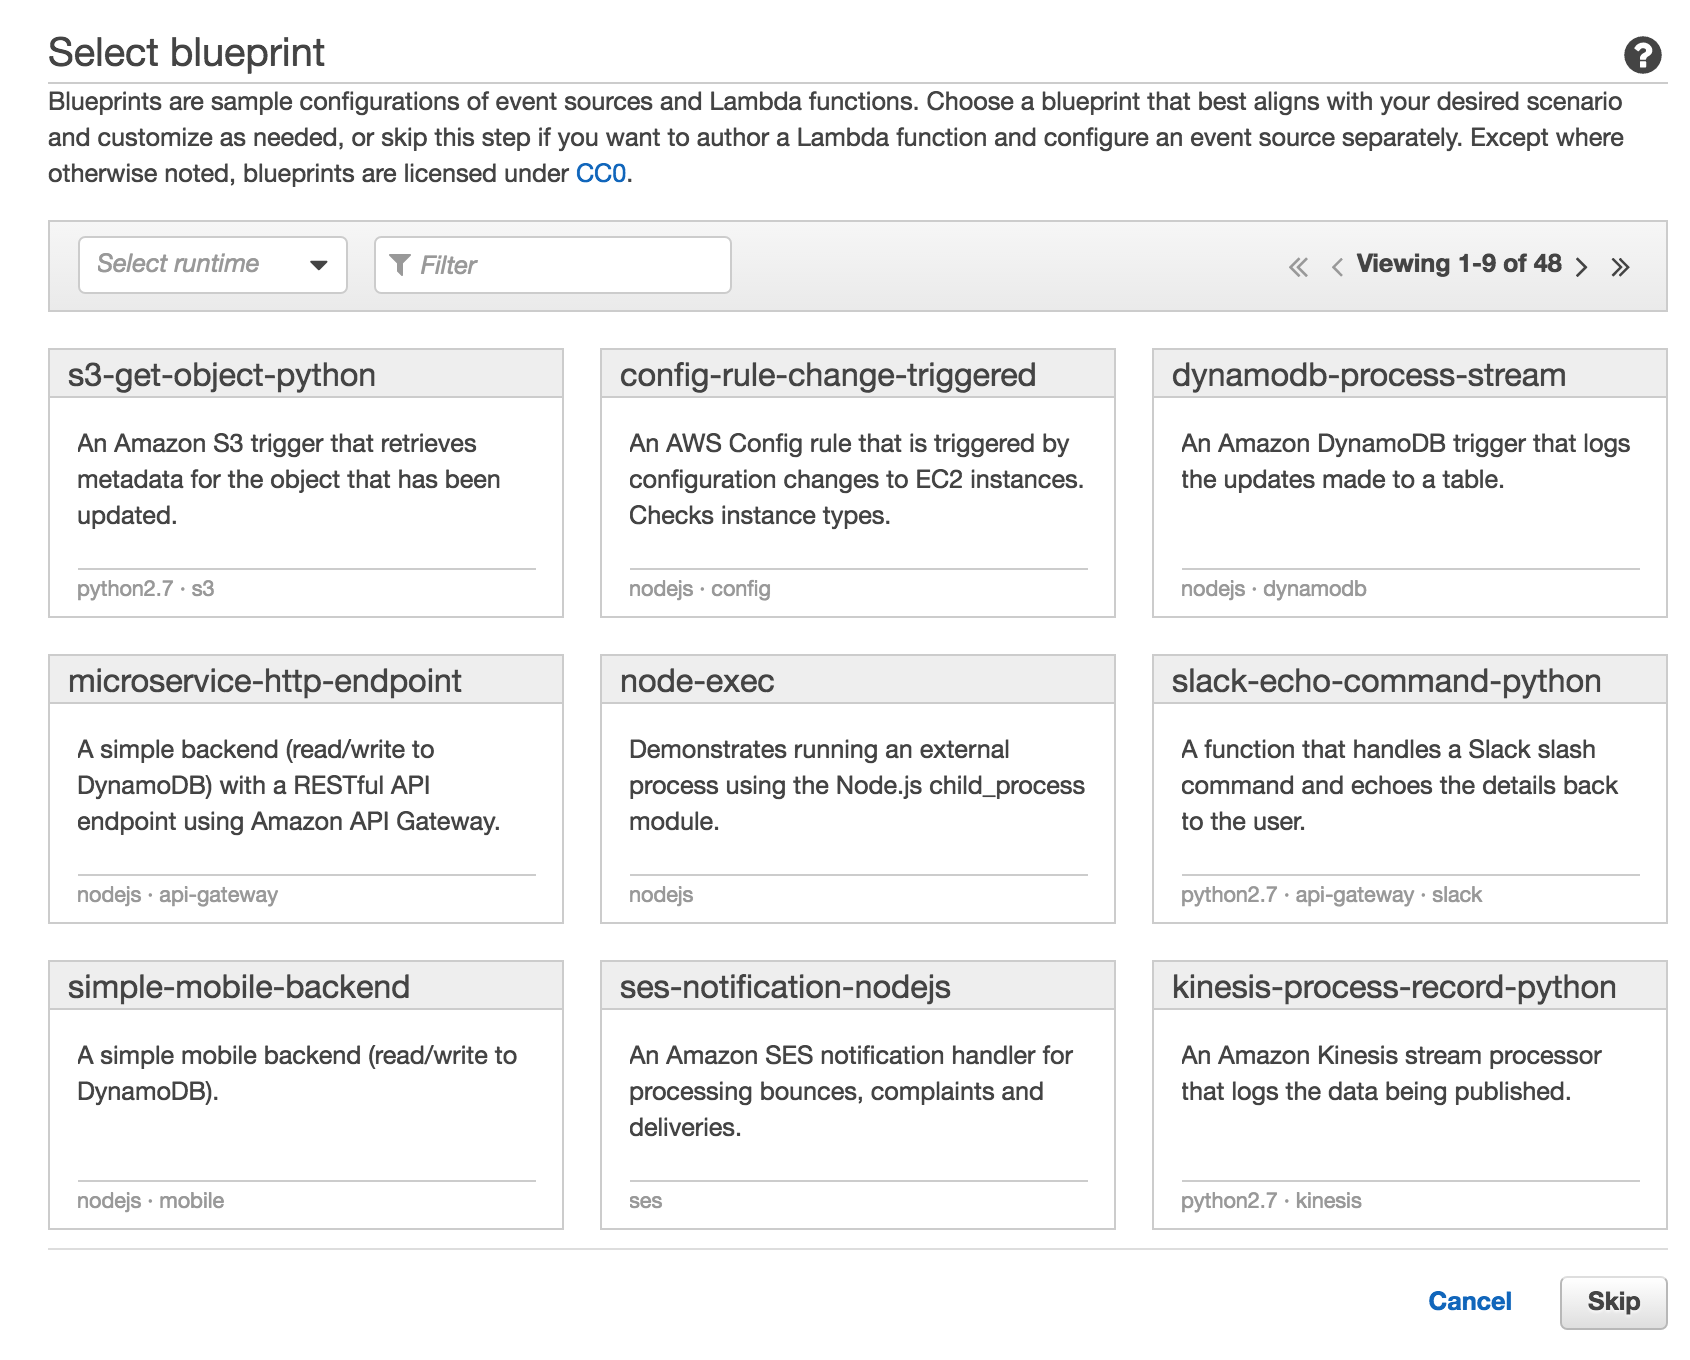 Select blueprint
Blueprints are sample configurations of event sources and Lambda functions. Choose a blueprint that best aligns with your desired scenario
and customize as needed, or skip this step if you want to author a Lambda function and configure an event source separately. Except where
otherwise noted, blueprints are licensed under CC0.
Select runtime
Filter
Viewing 1-9 of 48
s3-get-object-python
An Amazon S3 trigger that retrieves
metadata for the object that has been
updated.
python2.7 · s3
config-rule-change-triggered
An AWS Config rule that is triggered by
configuration changes to EC2 instances.
Checks instance types.
nodejs · config
dynamodb-process-stream
An Amazon DynamoDB trigger that logs
the updates made to a table.
nodejs · dynamodb
microservice-http-endpoint
A simple backend (read/write to
DynamoDB) with a RESTful API
endpoint using Amazon API Gateway.
nodejs · api-gateway
node-exec
Demonstrates running an external
process using the Node.js child_process
module.
nodejs
slack-echo-command-python
A function that handles a Slack slash
command and echoes the details back
to the user.
python2.7 · api-gateway · slack
simple-mobile-backend
A simple mobile backend (read/write to
DynamoDB).
nodejs · mobile
ses-notification-nodejs
An Amazon SES notification handler for
processing bounces, complaints and
deliveries.
ses
kinesis-process-record-python
An Amazon Kinesis stream processor
that logs the data being published.
python2.7 · kinesis
Cancel
Skip